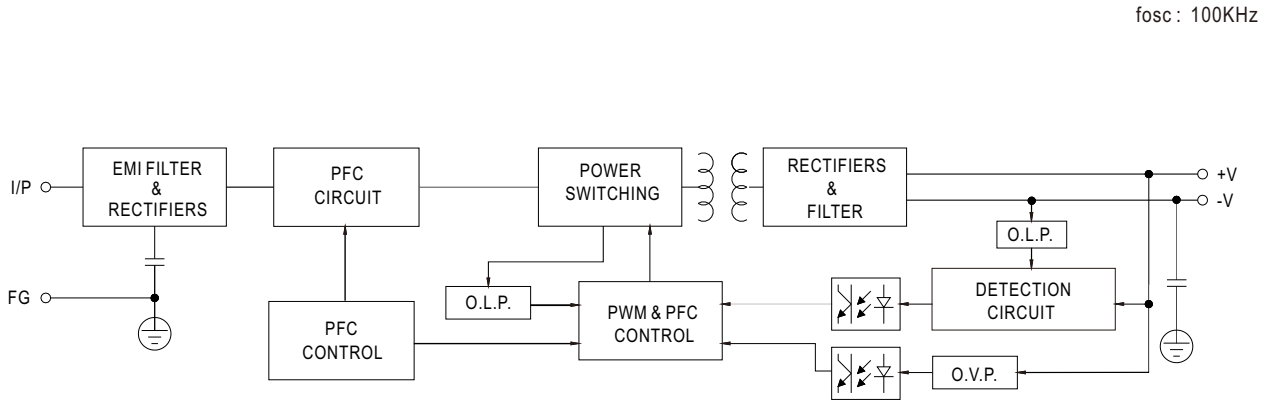 fosc : 100KHz
I/P
EMI FILTER
&
RECTIFIERS
PFC
CIRCUIT
POWER
SWITCHING
RECTIFIERS
&
FILTER
+V
-V
O.L.P.
FG
O.L.P.
PFC
CONTROL
PWM & PFC
CONTROL
DETECTION
CIRCUIT
O.V.P.